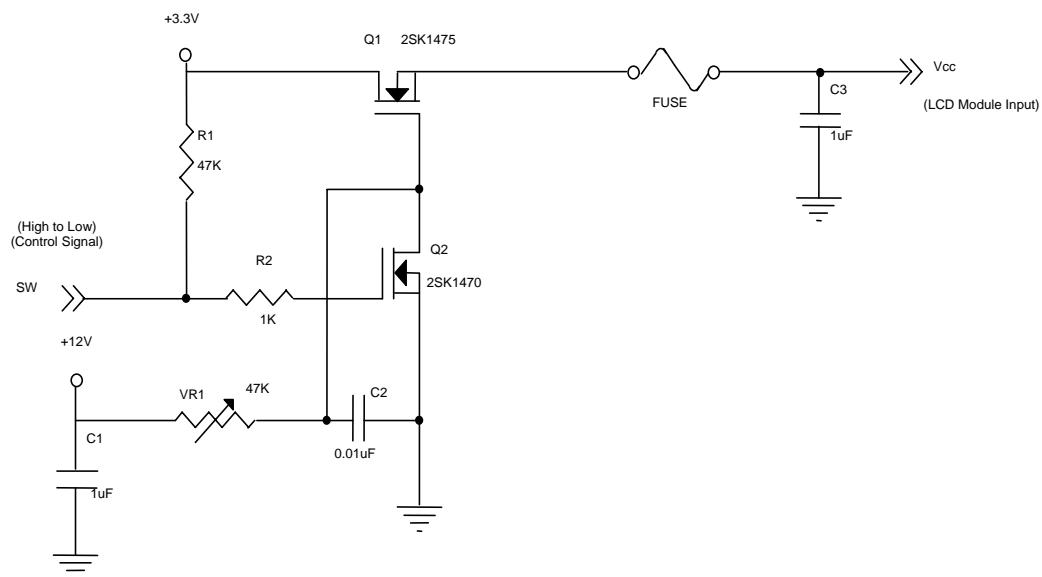 +3.3V
Q1 2SK1475
Vcc
C3
FUSE
(LCD Module Input)
R1
1uF
47K
(High to Low)
(Control Signal)
Q2
R2
2SK1470
SW
1K
+12V
47K
VR1
C2
C1
0.01uF
1uF